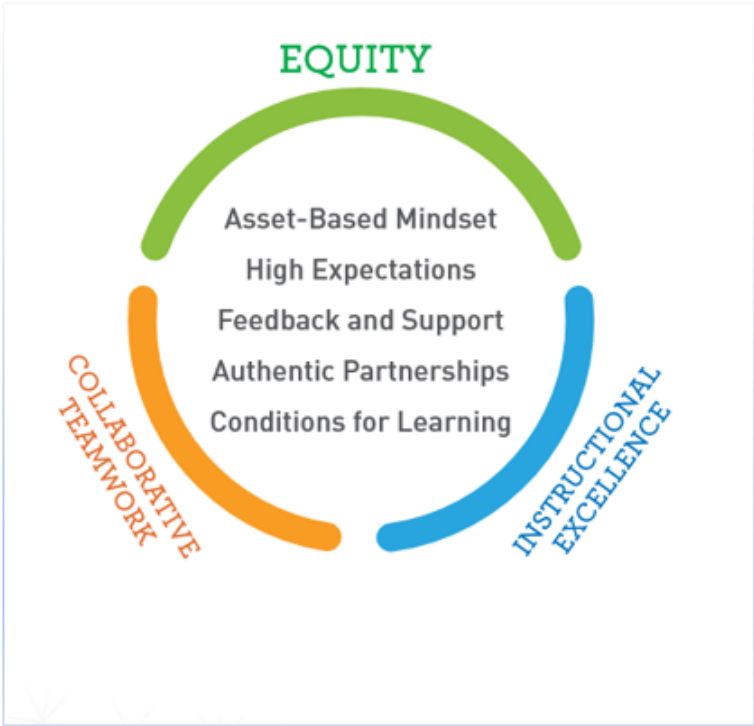 EQUITY
Asset-Based Mindset
High Expectations
Feedback and Support
Authentic Partnerships
Conditions for Learning
COLLABORATIVE
TEAMWORK
INSTRUCTIONAL
EXCELLENCE